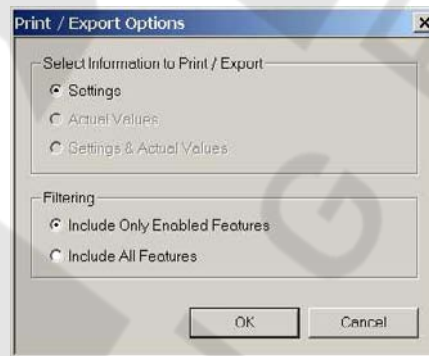 Print / Export Options
Select Information to Print / Export
Settings
Actual Values
Settings & Actual Values
Filtering
Include Only Enabled Features
Include All Features
OK
Cancel